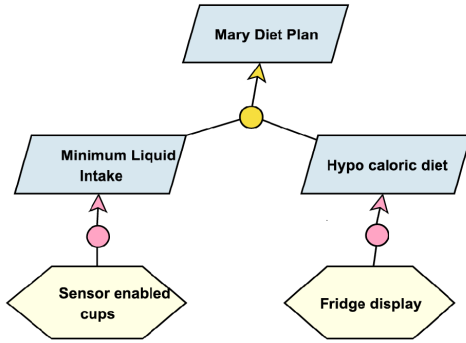 Mary Diet Plan
Minimum Liquid
Intake
Hypo caloric diet
Sensor enabled
cups
Fridge display